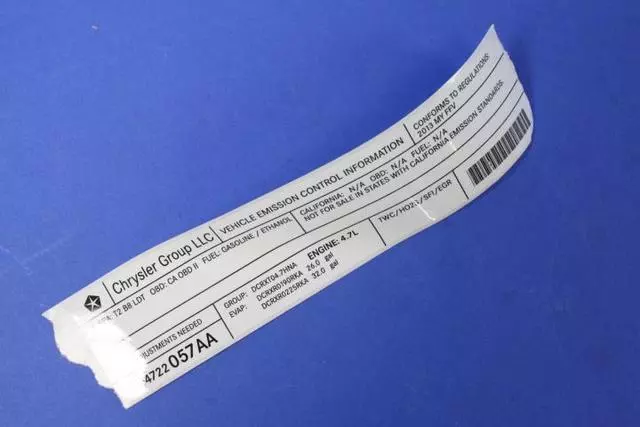 Chrysler Group LLC
VEHICLE EMISSION CONTROL INFORMATION
CONFORMS TO REGULATIONS:
2013 MY FFV
T2 B8 LDT OBD: CA OBD II FUEL: GASOLINE / ETHANOL
CALIFORNIA: N/A OBD: N/A FUEL: N/A
NOT FOR SALE IN STATES WITH CALIFORNIA EMISSION STANDARDS.
ENGINE: 4.7L
TWC/HO2S/SFI/EGR
GROUP: DCRXT04.7HNA
EVAP: DCRXR0190RKA 26.0 gal
DCRXR0225RKA 32.0 gal
JUSTMENTS NEEDED
4722057AA